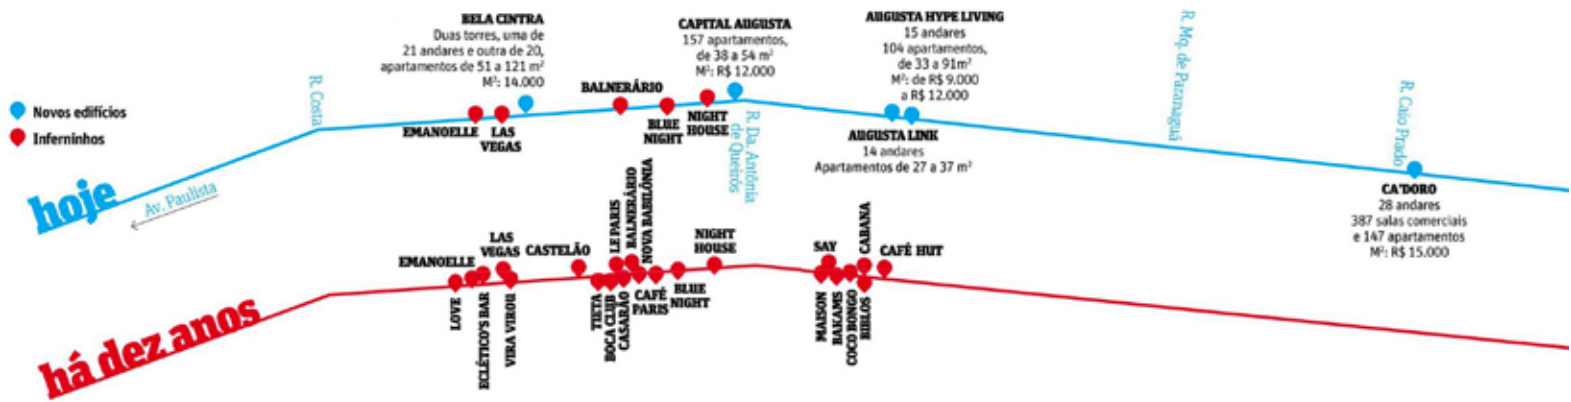 BELA CINTRA
Duas torres, uma de
21 andares e outra de 20,
apartamentos de 51 a 121 m²
M²: R$ 14.000
CAPITAL AUGUSTA
157 apartamentos,
de 38 a 54 m²
M²: R$ 12.000
AUGUSTA HYPE LIVING
15 andares
104 apartamentos,
de 33 a 91m²
M²: de R$ 9.000
a R$ 12.000
R. Mq. de Paranaguá
R. Costa
R. Caio Prado
Novos edifícios
Inferninhos
BALNERÁRIO
EMANOELLE
LAS
VEGAS
BLUE
NIGHT
NIGHT
HOUSE
R. Da. Antônia
de Queirós
AUGUSTA LINK
14 andares
Apartamentos de 27 a 37 m²
hoje
Av. Paulista
CA'DORO
28 andares
387 salas comerciais
e 147 apartamentos
M²: R$ 15.000
EMANOELLE
LAS
VEGAS
CASTELÃO
LE PARIS
BALNERÁRIO
NOVA BABILÔNIA
NIGHT
HOUSE
SAY
CABANA
CAFÉ HUT
LOVE
ECLÉTICO'S BAR
VIRA VIROU
TIETA
BOCA CLUB
CASARÃO
CAFÉ
PARIS
BLUE
NIGHT
MAISON
BAKAMS
COCO BONGO
BIBLOS
há dez anos